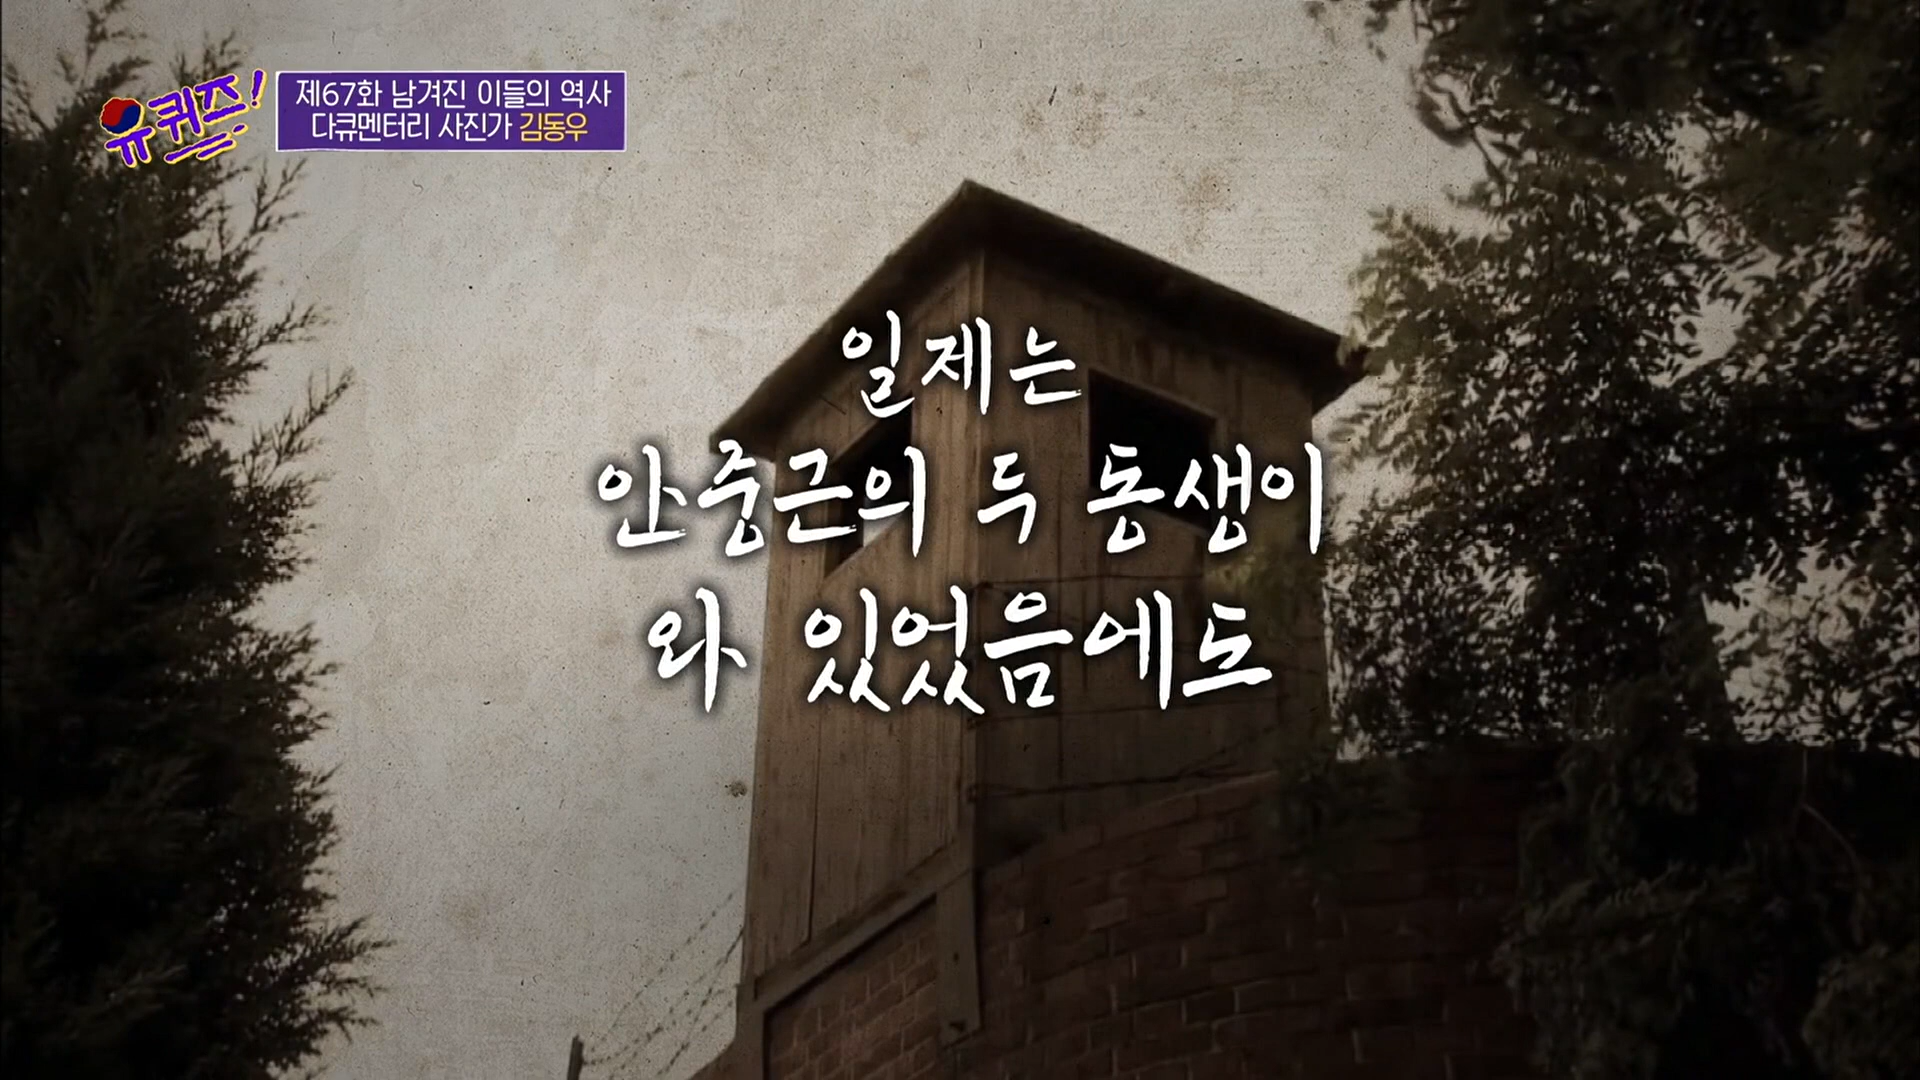 유퀴즈!
제67화 남겨진 이들의 역사
다큐멘터리 사진가 김동우
일제는
안중근의 두 동생이
와 있었음에도